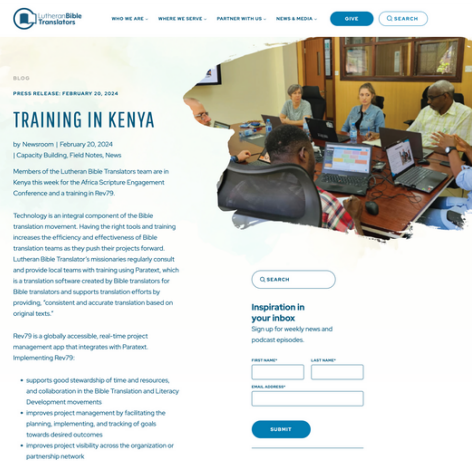 Lutheran Bible
Translators
WHO WE ARE
WHERE WE SERVE
PARTNER WITH US
NEWS & MEDIA
GIVE
SEARCH
BLOG
PRESS RELEASE: FEBRUARY 20, 2024
TRAINING IN KENYA
by Newsroom | February 20, 2024
| Capacity Building, Field Notes, News
Members of the Lutheran Bible Translators team are in
Kenya this week for the Africa Scripture Engagement
Conference and a training in Rev79.
Technology is an integral component of the Bible
translation movement. Having the right tools and training
increases the efficiency and effectiveness of Bible
translation teams as they push their projects forward.
Lutheran Bible Translator's missionaries regularly consult
and provide local teams with training using Paratext, which
is a translation software created by Bible translators for
Bible translators and supports translation efforts by
providing, "consistent and accurate translation based on
original texts."
Rev79 is a globally accessible, real-time project
management app that integrates with Paratext.
Implementing Rev79:
• supports good stewardship of time and resources,
and collaboration in the Bible Translation and Literacy
Development movements
• improves project management by facilitating the
planning, implementing, and tracking of goals
towards desired outcomes
• improves project visibility across the organization or
partnership network
SEARCH
Inspiration in
your inbox
Sign up for weekly news and
podcast episodes.
FIRST NAME*
LAST NAME*
EMAIL ADDRESS*
SUBMIT